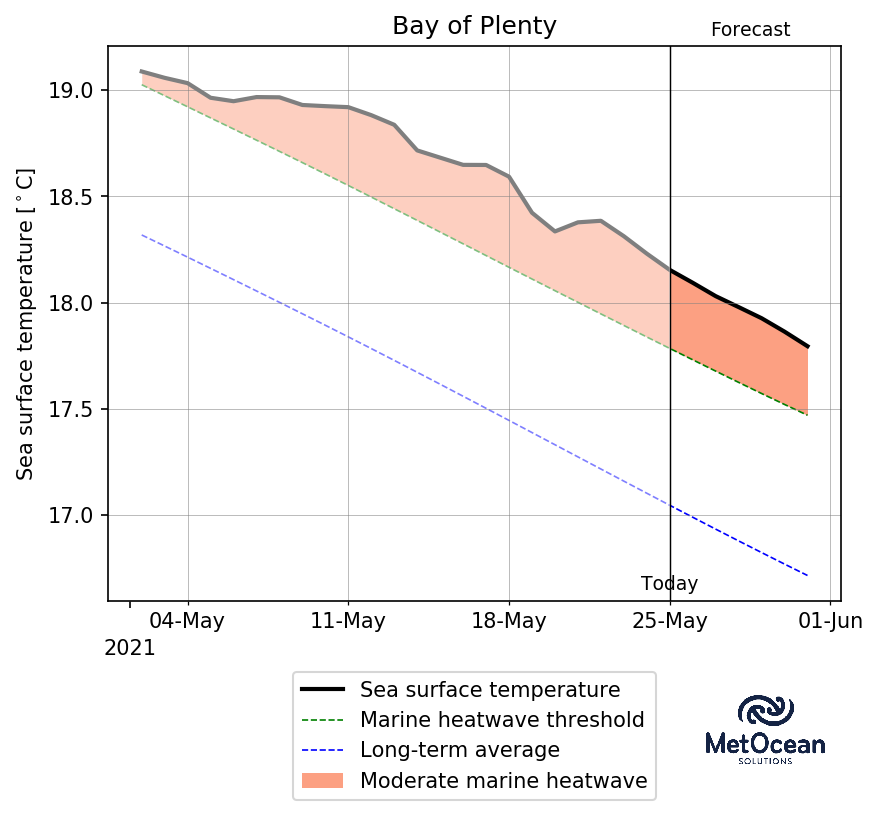 Bay of Plenty
Forecast
Sea surface temperature [°C]
19.0
18.5
18.0
17.5
17.0
Today
04-May 11-May 18-May 25-May 01-Jun
2021
Sea surface temperature
Marine heatwave threshold
Long-term average
Moderate marine heatwave
MetOcean
SOLUTIONS